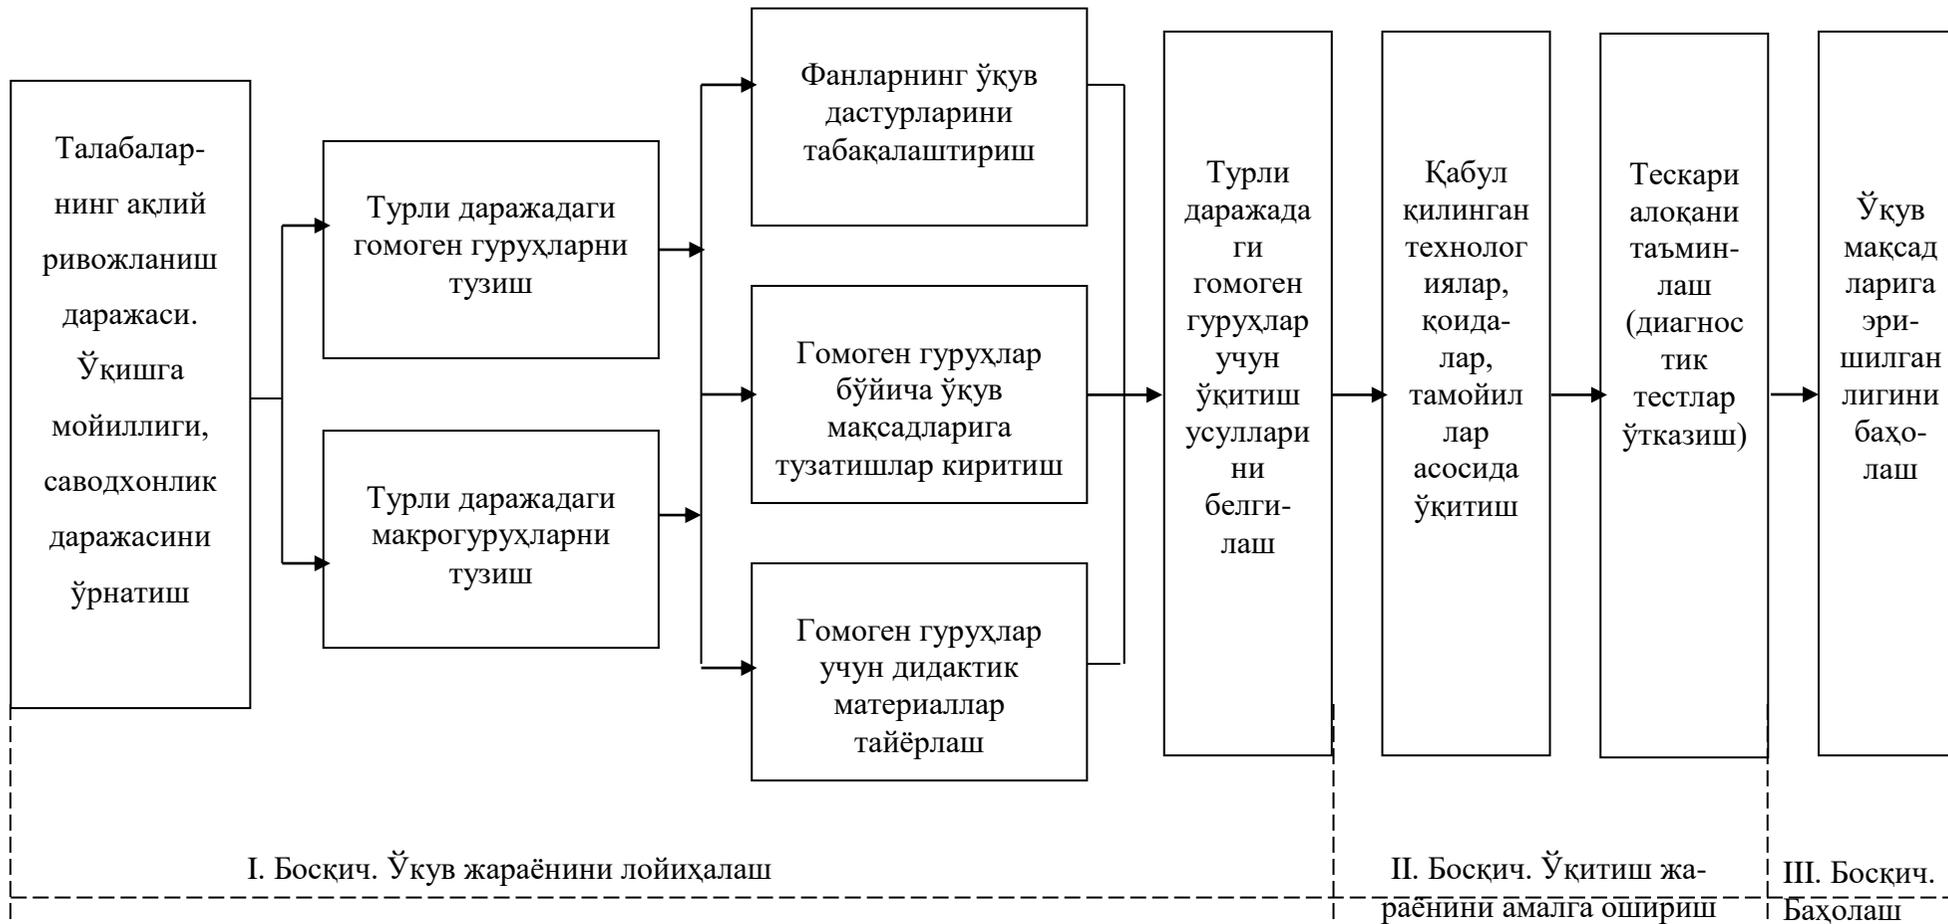 Талабалар-
нинг ақлий
ривожланиш
даражаси.
Ўқишга
мойиллиги,
саводхонлик
даражасини
ўрнатиш
Турли даражадаги
гомоген гуруҳларни
тузиш
Турли даражадаги
макрогуруҳларни
тузиш
Фанларнинг ўқув
дастурларини
табақалаштириш
Гомоген гуруҳлар
бўйича ўқув
мақсадларига
тузатишлар киритиш
Гомоген гуруҳлар
учун дидактик
материаллар
тайёрлаш
Турли
даражада
ги
гомоген
гуруҳлар
учун
ўқитиш
усуллари
ни
белги-
лаш
Қабул
қилинган
технолог
иялар,
қоида-
лар,
тамойил
лар
асосида
ўқитиш
Тескари
алоқани
таъмин-
лаш
(диагнос
тик
тестлар
ўтказиш)
Ўқув
мақсад
ларига
эри-
шилган
лигини
баҳо-
лаш
I. Босқич. Ўкув жараёнини лойиҳалаш
II. Босқич. Ўқитиш жа-
раёнини амалга ошириш
III. Босқич.
Баҳолаш